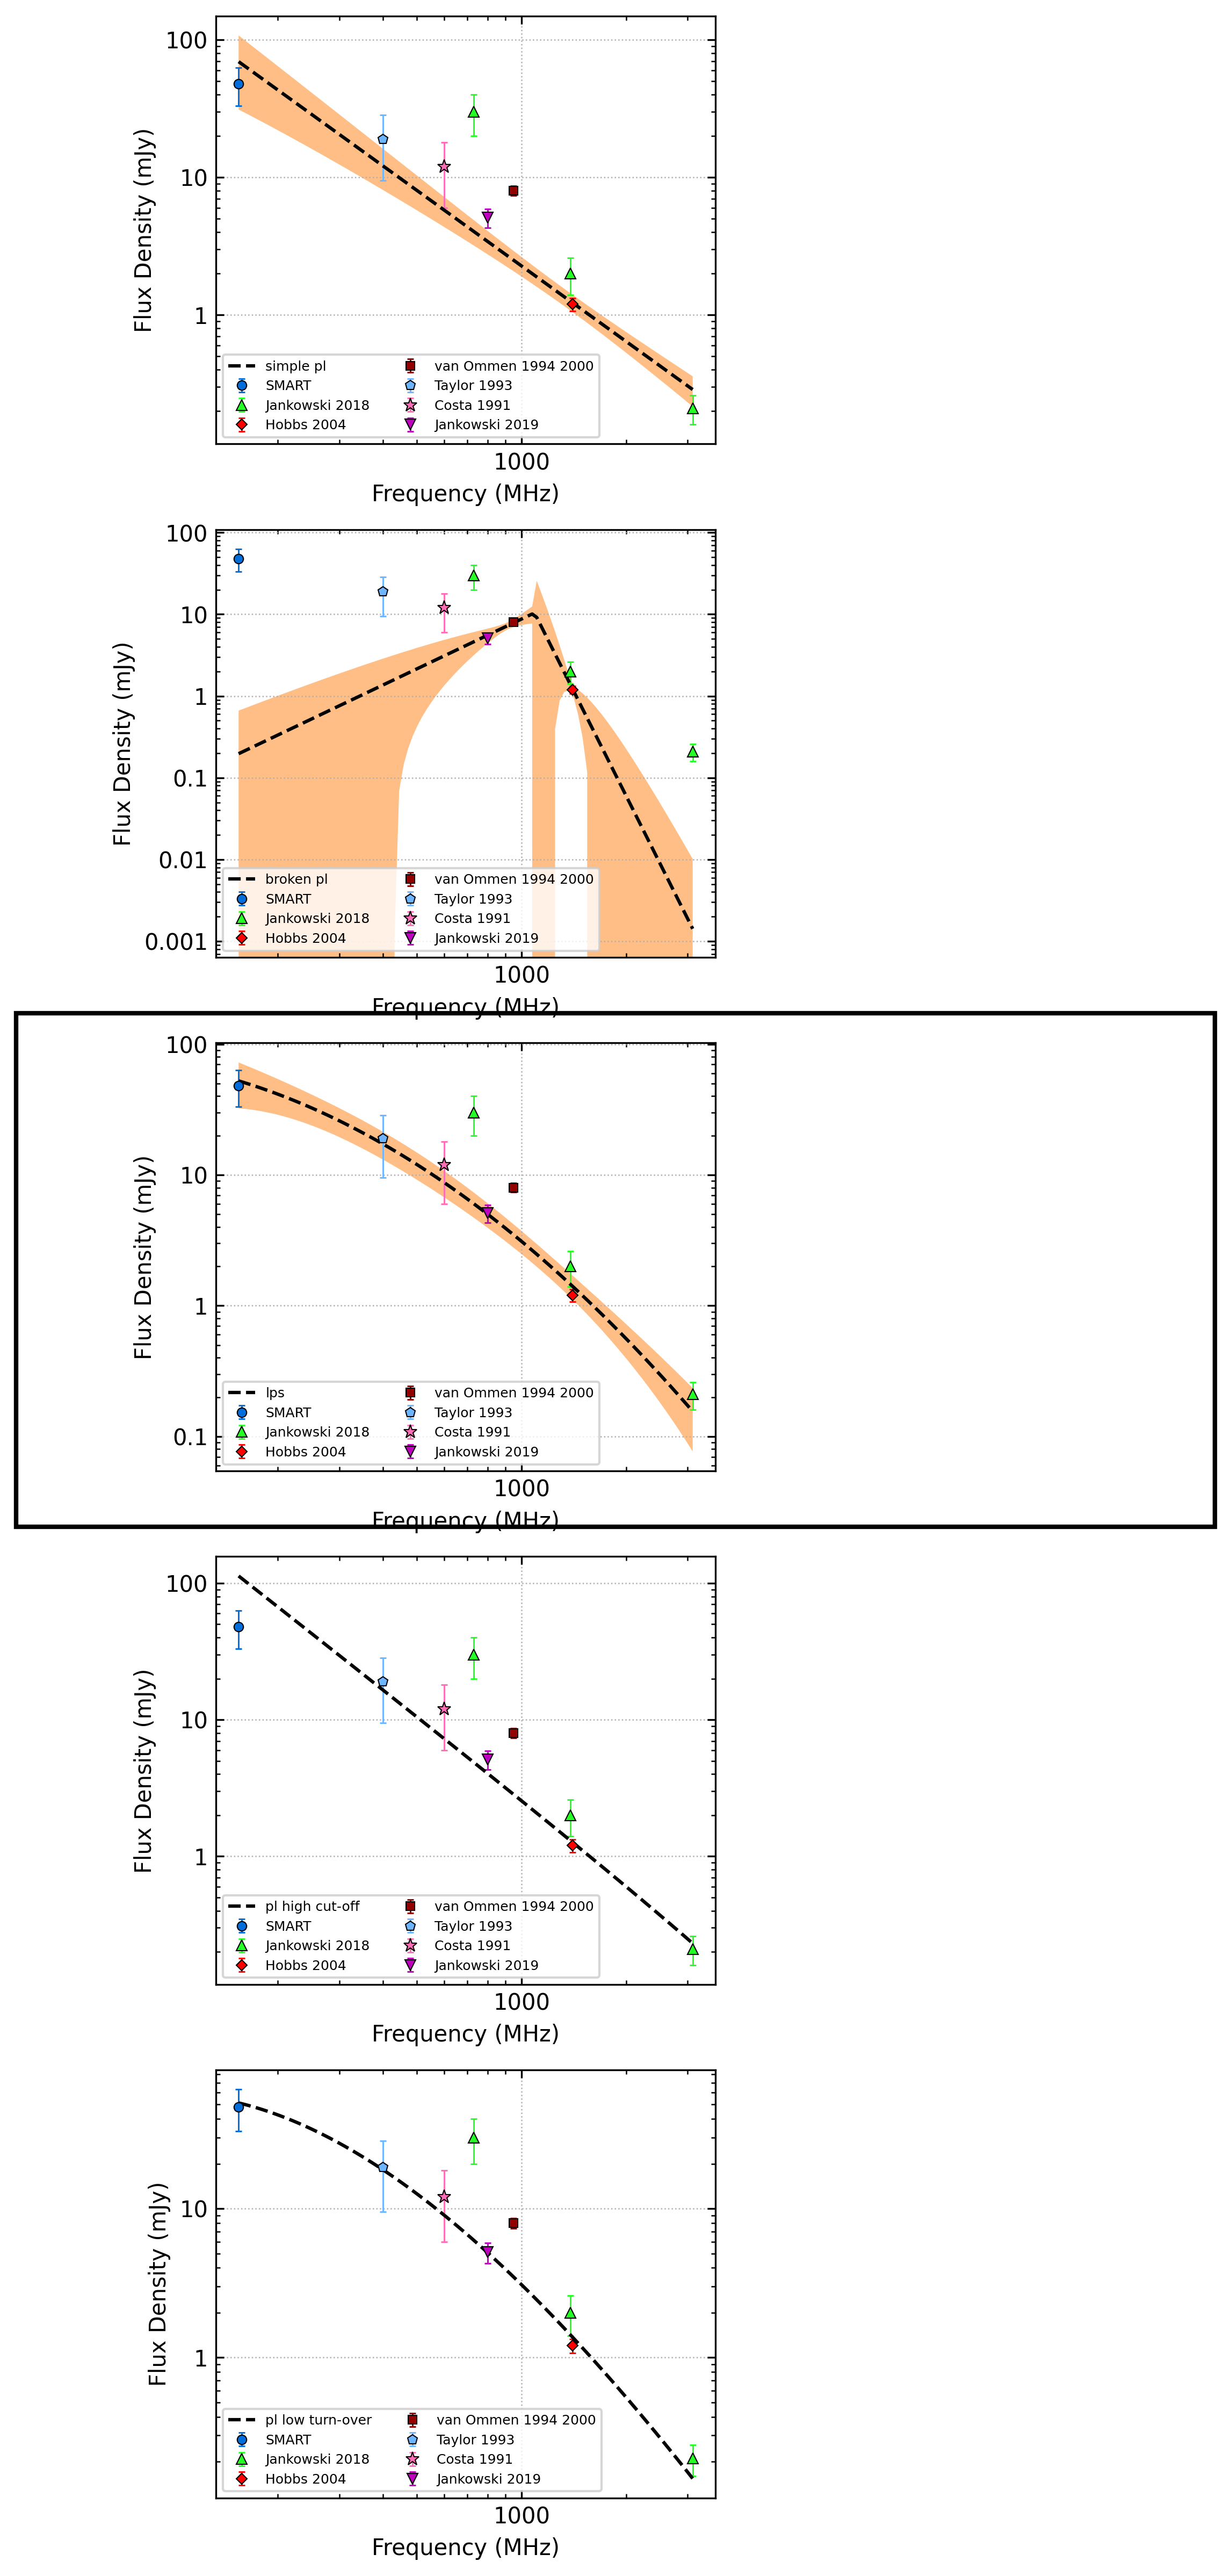 100
10
1
Flux Density (mJy)
simple pl
SMART
Jankowski 2018
Hobbs 2004
van Ommen 1994 2000
Taylor 1993
Costa 1991
Jankowski 2019
1000
Frequency (MHz)
100
10
1
0.1
0.01
0.001
Flux Density (mJy)
broken pl
SMART
Jankowski 2018
Hobbs 2004
van Ommen 1994 2000
Taylor 1993
Costa 1991
Jankowski 2019
1000
Frequency (MHz)
100
10
1
0.1
Flux Density (mJy)
lps
SMART
Jankowski 2018
Hobbs 2004
van Ommen 1994 2000
Taylor 1993
Costa 1991
Jankowski 2019
1000
Frequency (MHz)
100
10
1
Flux Density (mJy)
pl high cut-off
SMART
Jankowski 2018
Hobbs 2004
van Ommen 1994 2000
Taylor 1993
Costa 1991
Jankowski 2019
1000
Frequency (MHz)
10
1
Flux Density (mJy)
pl low turn-over
SMART
Jankowski 2018
Hobbs 2004
van Ommen 1994 2000
Taylor 1993
Costa 1991
Jankowski 2019
1000
Frequency (MHz)